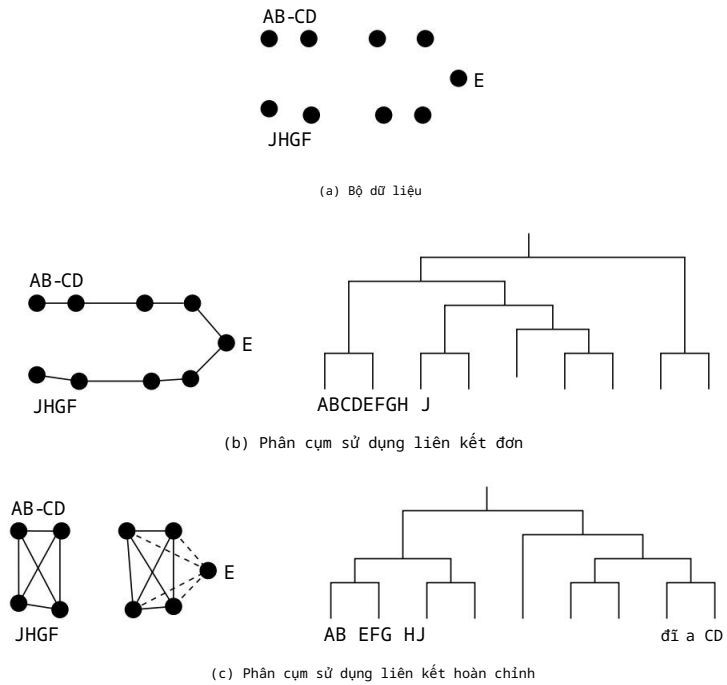 AB-CD
E
JHGF
(a) Bộ dữ liệu
AB-CD
E
JHGF
ABCDEFGH J
(b) Phân cụm sử dụng liên kết đơn
AB-CD
E
JHGF
AB EFG HJ
đĩ a CD
(c) Phân cụm sử dụng liên kết hoàn chỉnh